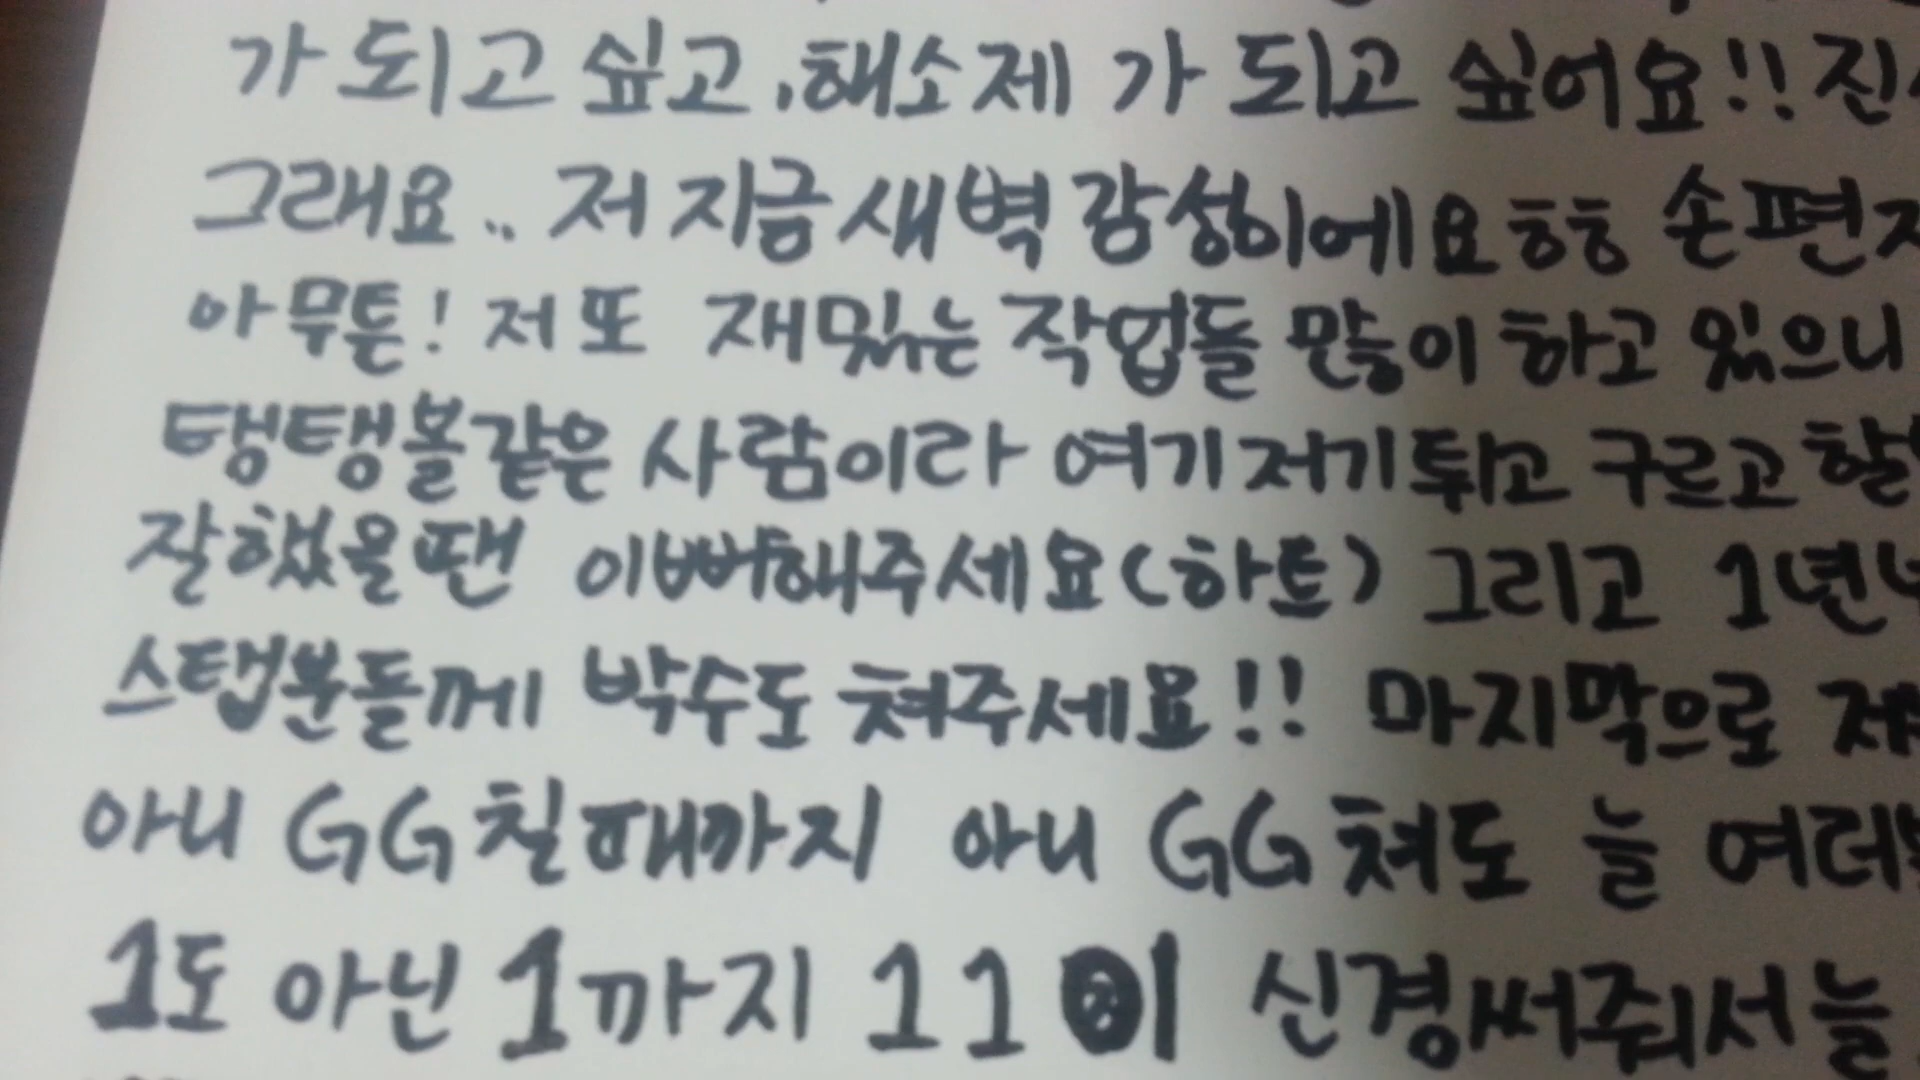 가 되고 싶고, 해소제 가 되고 싶어요!! 진
그래요.. 저 지금 새벽 감성이에요 ㅎㅎ 손편지
아무튼! 저 또 재밌는 작업들 많이 하고 있으니
탱탱볼같은 사람이라 여기저기 튀고 구르고 할
잘했을땐 이뻐해주세요(하트) 그리고 1년
스탭분들께 박수도 쳐주세요!! 마지막으로
아니 GG칠때까지 아니 GG쳐도 늘 여러
1도 아닌 1까지 11이 신경써줘서 늘